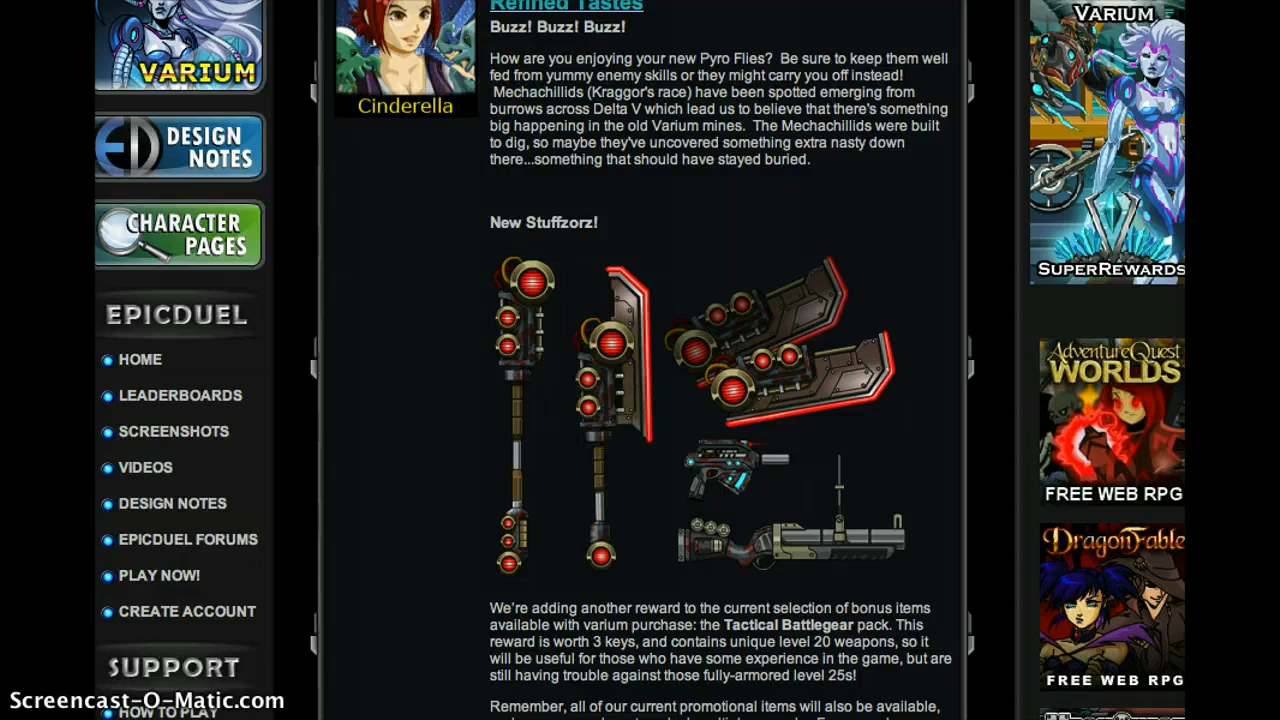 VARIUM
DESIGN
NOTES
CHARACTER
PAGES
EPICDUEL
HOME
LEADERBOARDS
SCREENSHOTS
VIDEOS
DESIGN NOTES
EPICDUEL FORUMS
PLAY NOW!
CREATE ACCOUNT
SUPPORT
HOW TO PLAY
Cinderella
Refined Tastes
Buzz! Buzz! Buzz!
How are you enjoying your new Pyro Flies? Be sure to keep them well
fed from yummy enemy skills or they might carry you off instead!
Mechachillids (Kraggor's race) have been spotted emerging from
burrows across Delta V which lead us to believe that there's something
big happening in the old Varium mines. The Mechachillids were built
to dig, so maybe they've uncovered something extra nasty down
there...something that should have stayed buried.
New Stuffzorz!
We're adding another reward to the current selection of bonus items
available with varium purchase: the Tactical Battlegear pack. This
reward is worth 3 keys, and contains unique level 20 weapons, so it
will be useful for those who have some experience in the game, but are
still having trouble against those fully-armored level 25s!
Remember, all of our current promotional items will also be available,
VARIUM
SUPERREWARDS
ADVENTUREQUEST
WORLDS
FREE WEB RPG
DRAGONFABLE
FREE WEB RPG
Screencast-O-Matic.com